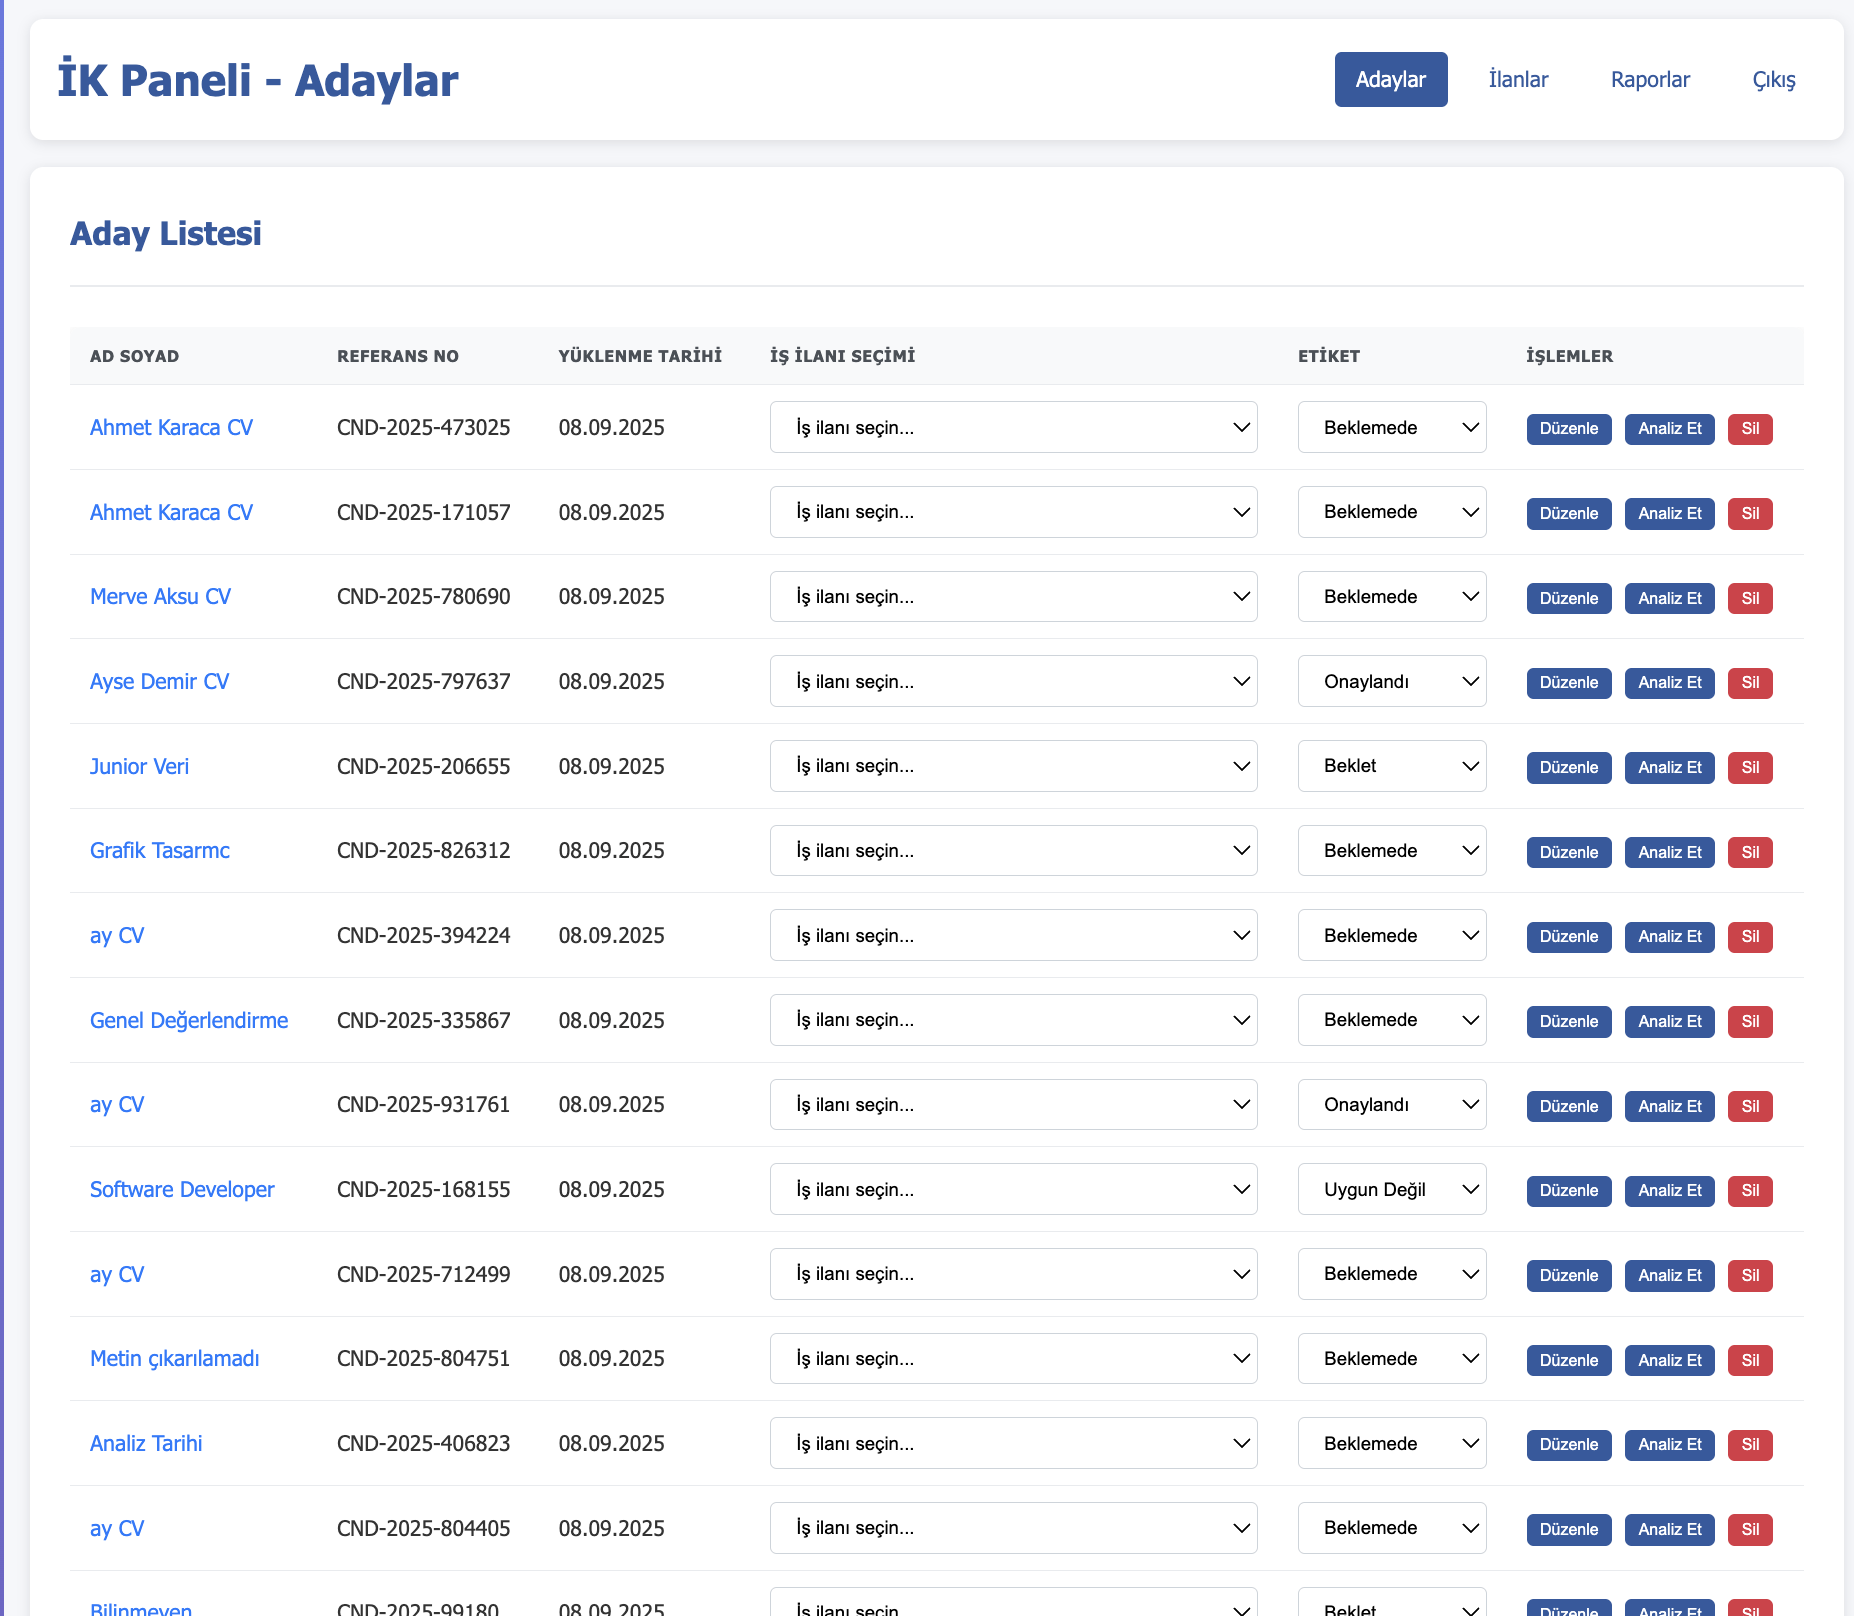 İK Paneli - Adaylar
Adaylar İlanlar Raporlar Çıkış
Aday Listesi
AD SOYAD REFERANS NO YÜKLENME TARİHİ İŞ İLANI SEÇİMİ ETİKET İŞLEMLER
Ahmet Karaca CV CND-2025-473025 08.09.2025 İş ilanı seçin... Beklemede Düzenle Analiz Et Sil
Ahmet Karaca CV CND-2025-171057 08.09.2025 İş ilanı seçin... Beklemede Düzenle Analiz Et Sil
Merve Aksu CV CND-2025-780690 08.09.2025 İş ilanı seçin... Beklemede Düzenle Analiz Et Sil
Ayse Demir CV CND-2025-797637 08.09.2025 İş ilanı seçin... Onaylandı Düzenle Analiz Et Sil
Junior Veri CND-2025-206655 08.09.2025 İş ilanı seçin... Beklet Düzenle Analiz Et Sil
Grafik Tasarmc CND-2025-826312 08.09.2025 İş ilanı seçin... Beklemede Düzenle Analiz Et Sil
ay CV CND-2025-394224 08.09.2025 İş ilanı seçin... Beklemede Düzenle Analiz Et Sil
Genel Değerlendirme CND-2025-335867 08.09.2025 İş ilanı seçin... Beklemede Düzenle Analiz Et Sil
ay CV CND-2025-931761 08.09.2025 İş ilanı seçin... Onaylandı Düzenle Analiz Et Sil
Software Developer CND-2025-168155 08.09.2025 İş ilanı seçin... Uygun Değil Düzenle Analiz Et Sil
ay CV CND-2025-712499 08.09.2025 İş ilanı seçin... Beklemede Düzenle Analiz Et Sil
Metin çıkarılamadı CND-2025-804751 08.09.2025 İş ilanı seçin... Beklemede Düzenle Analiz Et Sil
Analiz Tarihi CND-2025-406823 08.09.2025 İş ilanı seçin... Beklemede Düzenle Analiz Et Sil
ay CV CND-2025-804405 08.09.2025 İş ilanı seçin... Beklemede Düzenle Analiz Et Sil
Bilinmeyen CND-2025-99180 08.09.2025 İş ilanı seçin... Beklet Düzenle Analiz Et Sil